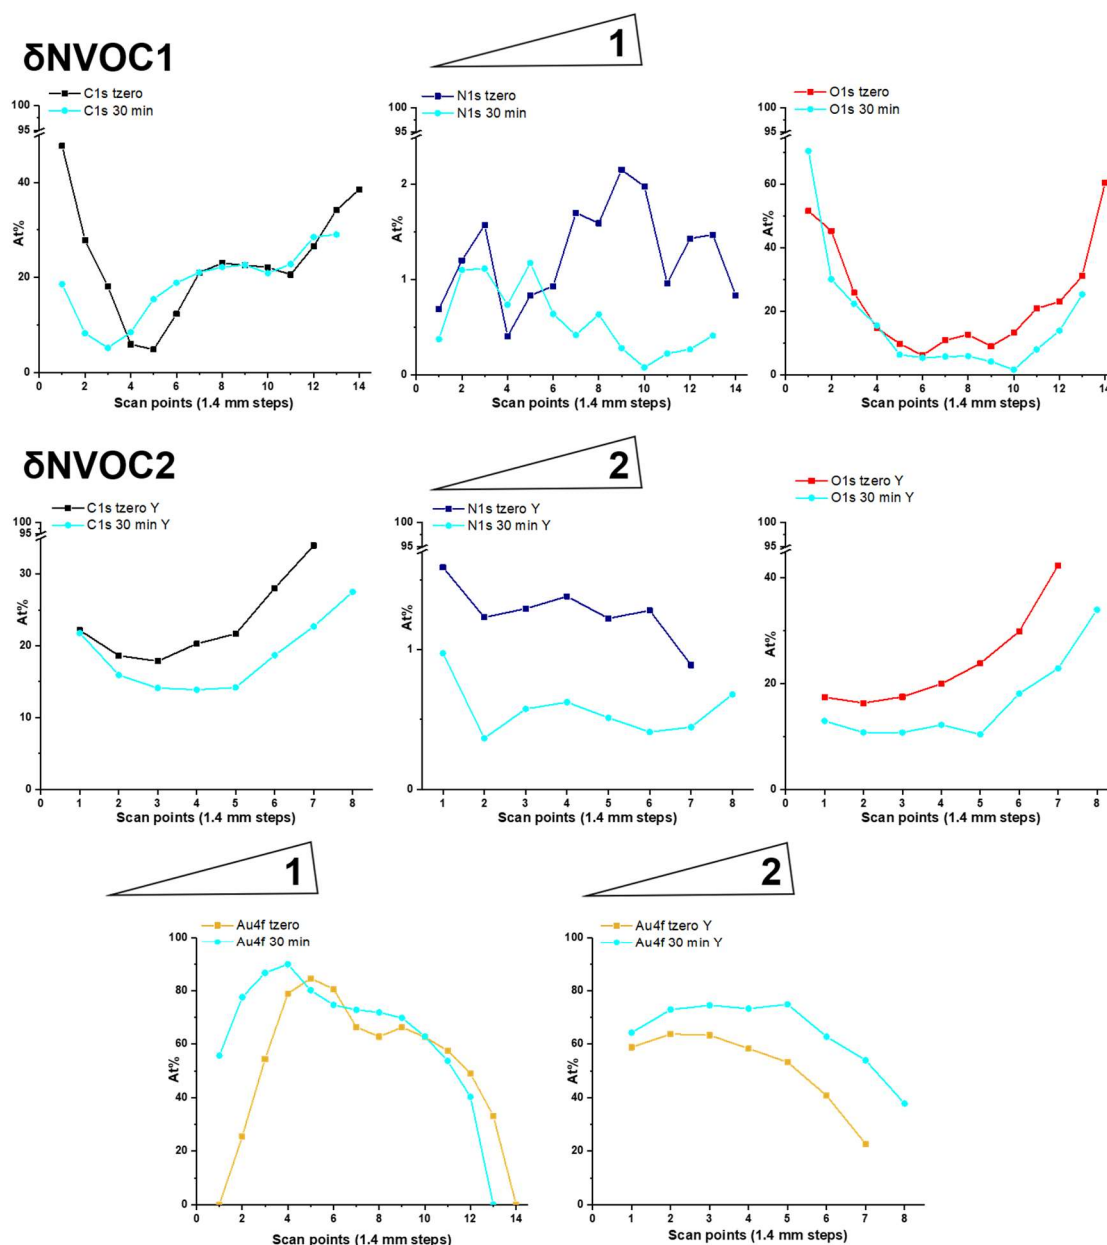 δNVOC1
1
C1s tzero
C1s 30 min
N1s tzero
N1s 30 min
O1s tzero
O1s 30 min
100
95
40
20
0
At%
0 2 4 6 8 10 12 14
Scan points (1.4 mm steps)
100
95
2
1
0
At%
0 2 4 6 8 10 12 14
Scan points (1.4 mm steps)
100
95
60
40
20
0
At%
0 2 4 6 8 10 12 14
Scan points (1.4 mm steps)
δNVOC2
2
C1s tzero Y
C1s 30 min Y
N1s tzero Y
N1s 30 min Y
O1s tzero Y
O1s 30 min Y
100
95
30
20
10
0
At%
0 1 2 3 4 5 6 7 8
Scan points (1.4 mm steps)
100
95
1
0
At%
1 2 3 4 5 6 7 8
Scan points (1.4 mm steps)
100
95
40
20
0
At%
0 1 2 3 4 5 6 7 8
Scan points (1.4 mm steps)
1
Au4f tzero
Au4f 30 min
100
80
60
40
20
0
At%
0 2 4 6 8 10 12 14
Scan points (1.4 mm steps)
2
Au4f tzero Y
Au4f 30 min Y
100
80
60
40
20
0
At%
0 1 2 3 4 5 6 7 8
Scan points (1.4 mm steps)